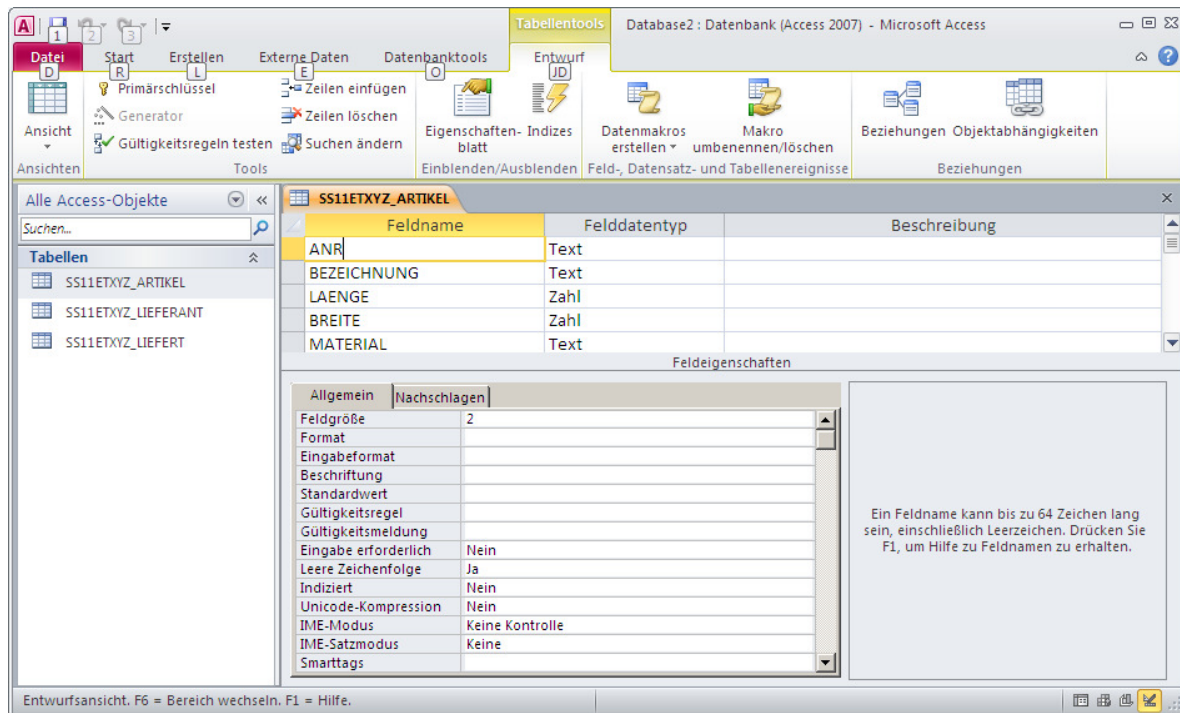 A
Tabellentools
Database2 : Datenbank (Access 2007) - Microsoft Access
1
2
3
Datei
Start
Erstellen
Externe Daten
Datenbanktools
Entwurf
D
R
L
E
O
JD
Ansicht
Primärschlüssel
Generator
Gültigkeitsregeln testen
Zeilen einfügen
Zeilen löschen
Suchen ändern
Eigenschaften-
blatt
Indizes
Datenmakros
erstellen
Makro
umbenennen/löschen
Beziehungen
Objektabhängigkeiten
Ansichten
Tools
Einblenden/Ausblenden
Feld-, Datensatz- und Tabellenereignisse
Beziehungen
Alle Access-Objekte
Suchen...
Tabellen
SS11ETXYZ_ARTIKEL
SS11ETXYZ_LIEFERANT
SS11ETXYZ_LIEFERT
SS11ETXYZ_ARTIKEL
Feldname Felddatentyp Beschreibung
ANR Text
BEZEICHNUNG Text
LAENGE Zahl
BREITE Zahl
MATERIAL Text
Feldeigenschaften
Allgemein Nachschlagen
Feldgröße 2
Format
Eingabeformat
Beschriftung
Standardwert
Gültigkeitsregel
Gültigkeitsmeldung
Eingabe erforderlich Nein
Leere Zeichenfolge Ja
Indiziert Nein
Unicode-Kompression Nein
IME-Modus Keine Kontrolle
IME-Satzmodus Keine
Smarttags
Ein Feldname kann bis zu 64 Zeichen lang
sein, einschließlich Leerzeichen. Drücken Sie
F1, um Hilfe zu Feldnamen zu erhalten.
Entwurfsansicht. F6 = Bereich wechseln. F1 = Hilfe.